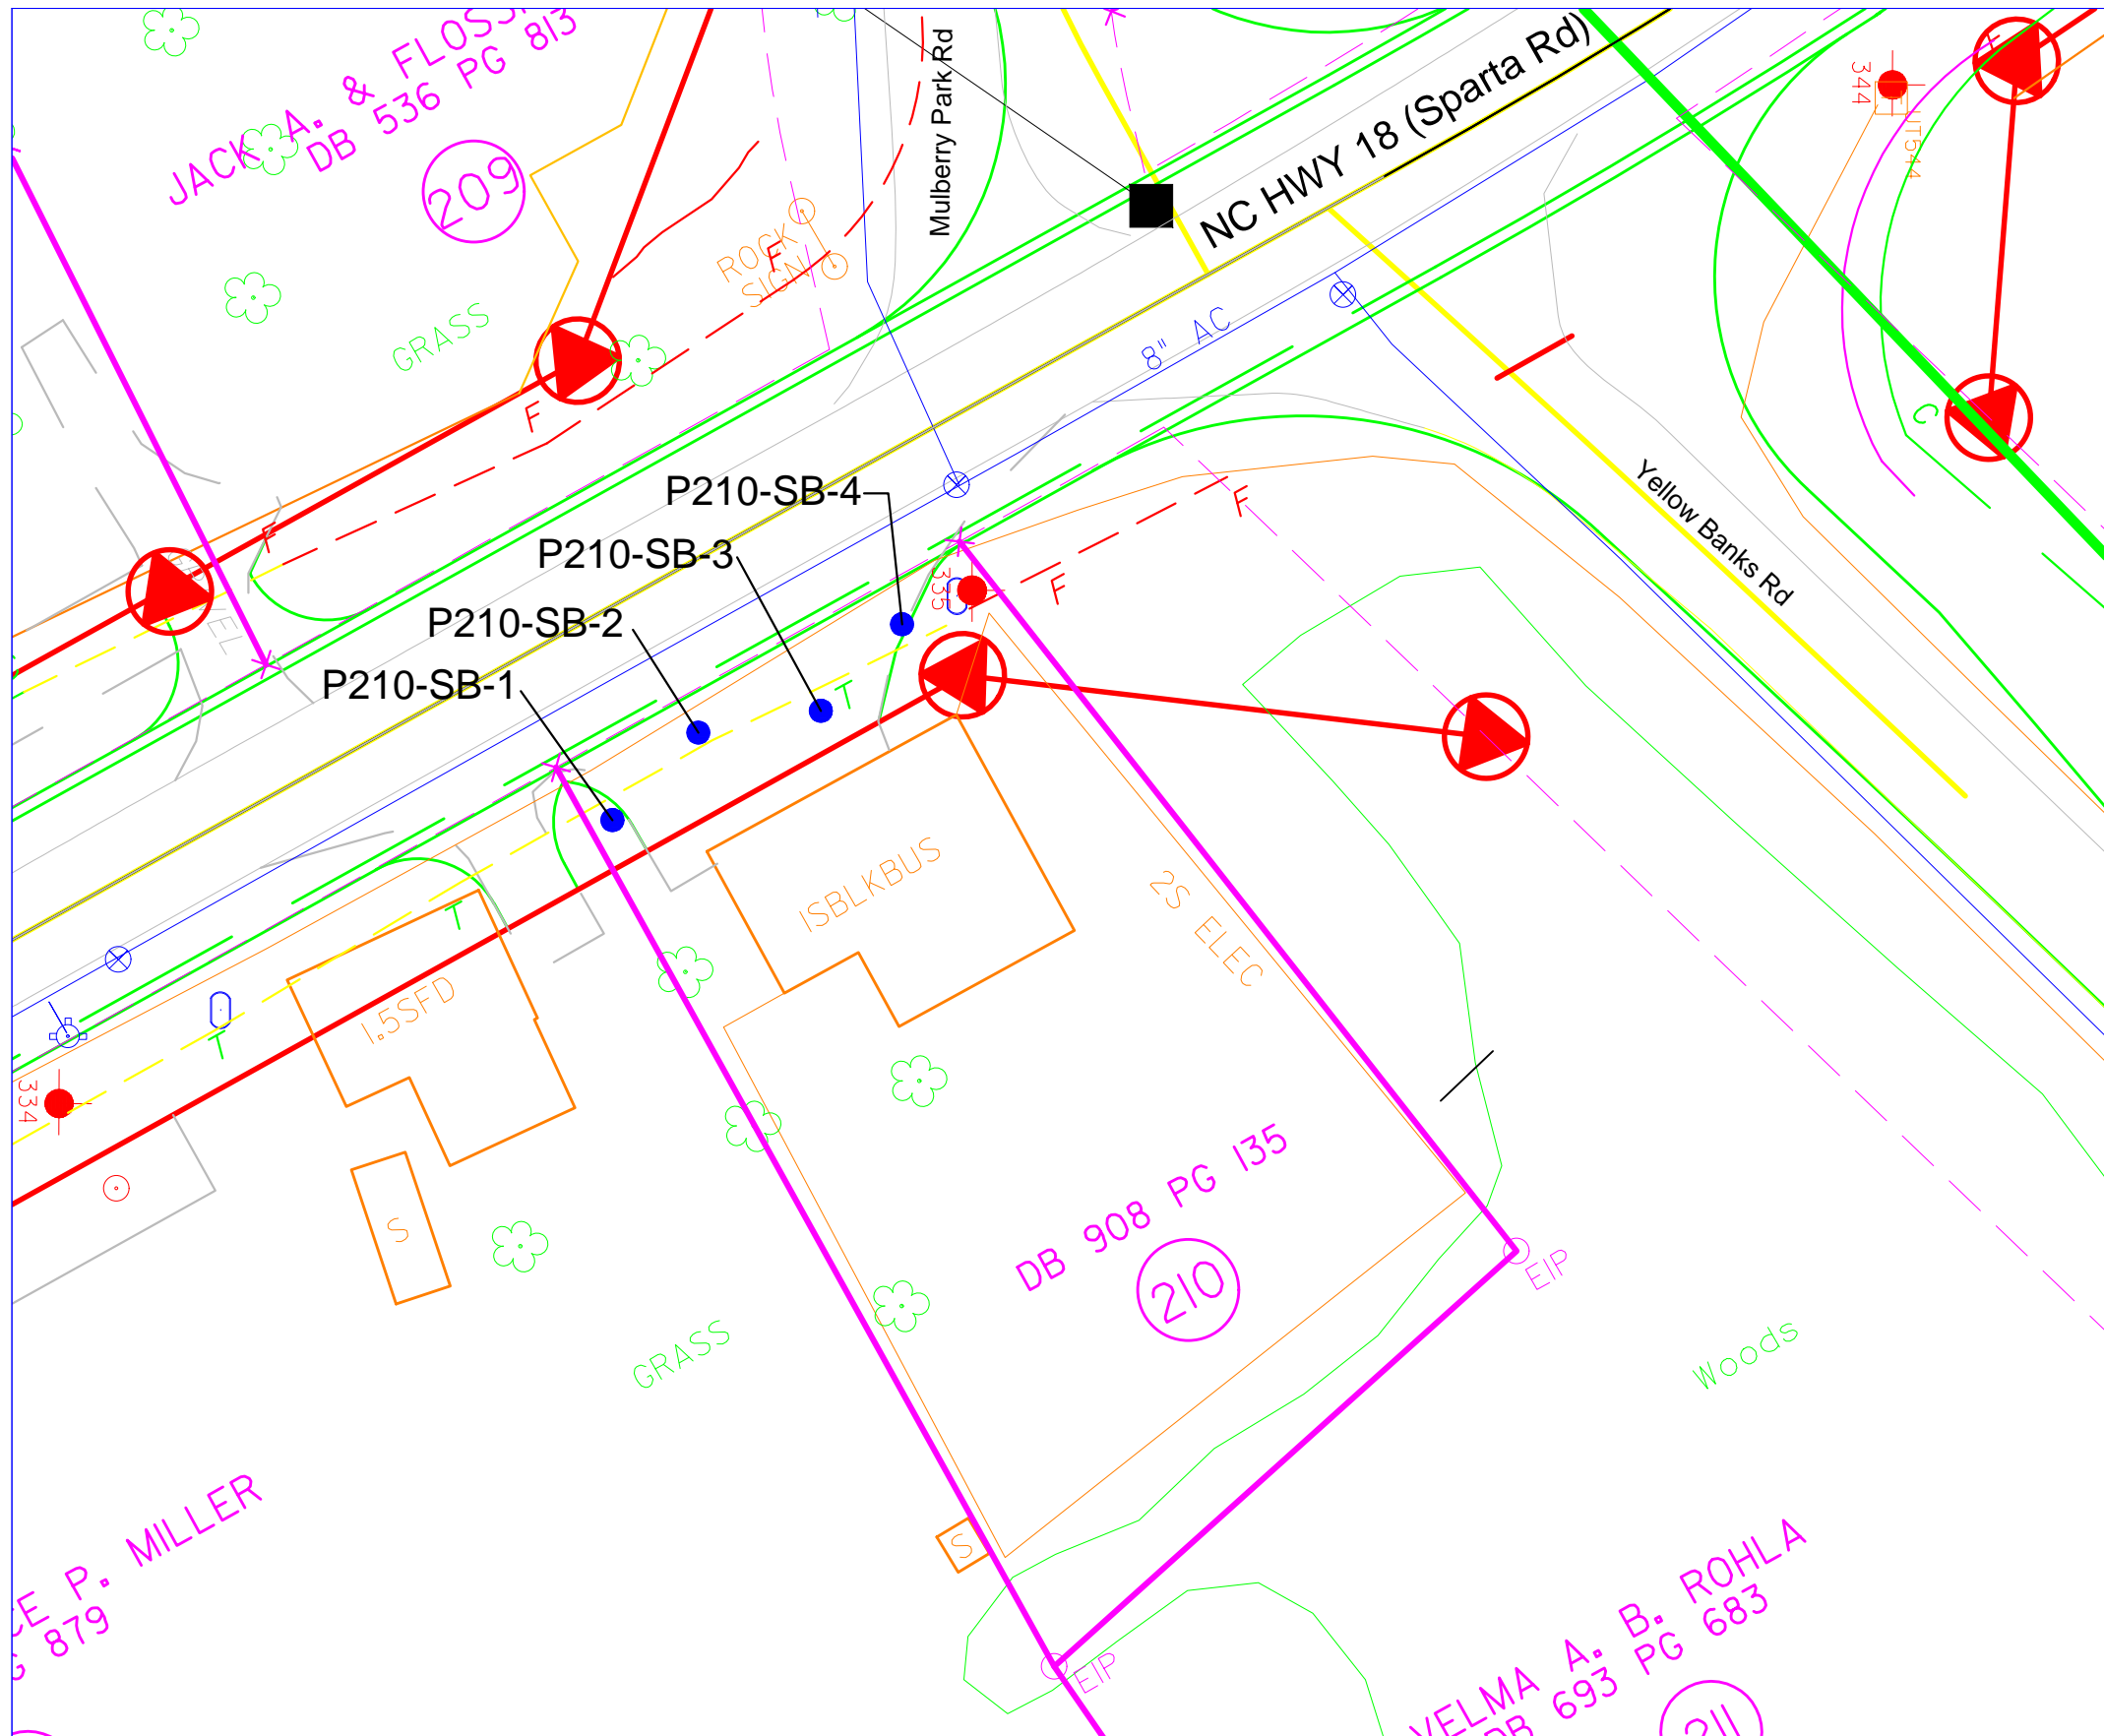 JACK A. & FLOSS
DB 536 PG 813
209
Mulberry Park Rd
NC HWY 18 (Sparta Rd)
344
UT544
ROCK
SIGN
F
GRASS
8" AC
F
C
F
F
F
P210-SB-4
P210-SB-3
P210-SB-2
P210-SB-1
335
Yellow Banks Rd
T
ISBLKBUS
2S ELEC
T
1.5SFD
T
334
S
DB 908 PG 135
210
EIP
GRASS
Woods
S
E P. MILLER
879
EIP
VELMA A. B. ROHLA
DB 693 PG 683
211